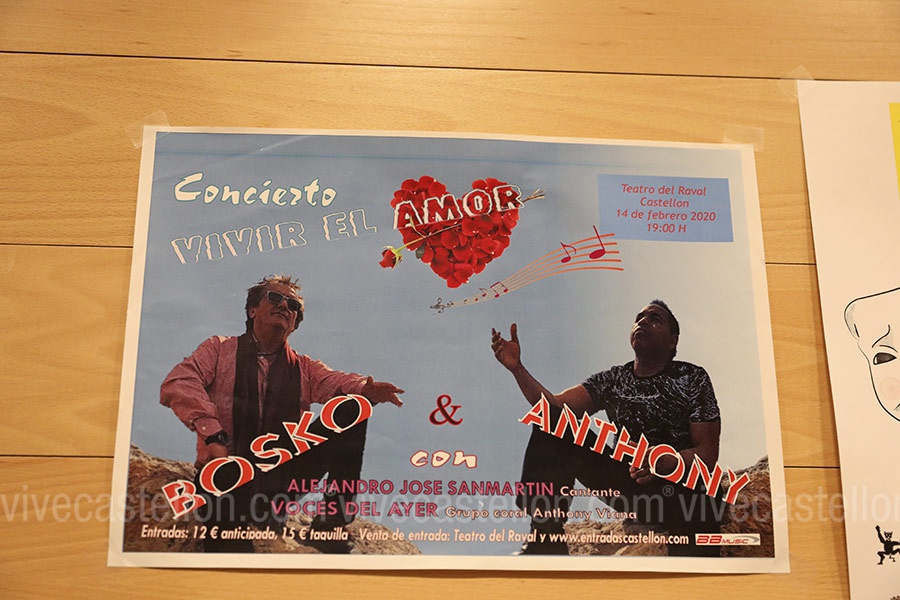 Concierto
VIVIR EL AMOR
Teatro del Raval
Castellon
14 de febrero 2020
19:00 H
BOSKO
&
ANTHONY
con
ALEJANDRO JOSE SANMARTIN Cantante
VOCES DEL AYER Grupo coral Anthony Viana
Entradas: 12 € anticipada, 15 € taquilla Venta de entrada: Teatro del Raval y www.entradascastellon.com
BB MUSIC
vivecastellon.com vivecastellon.com® vivecastellon